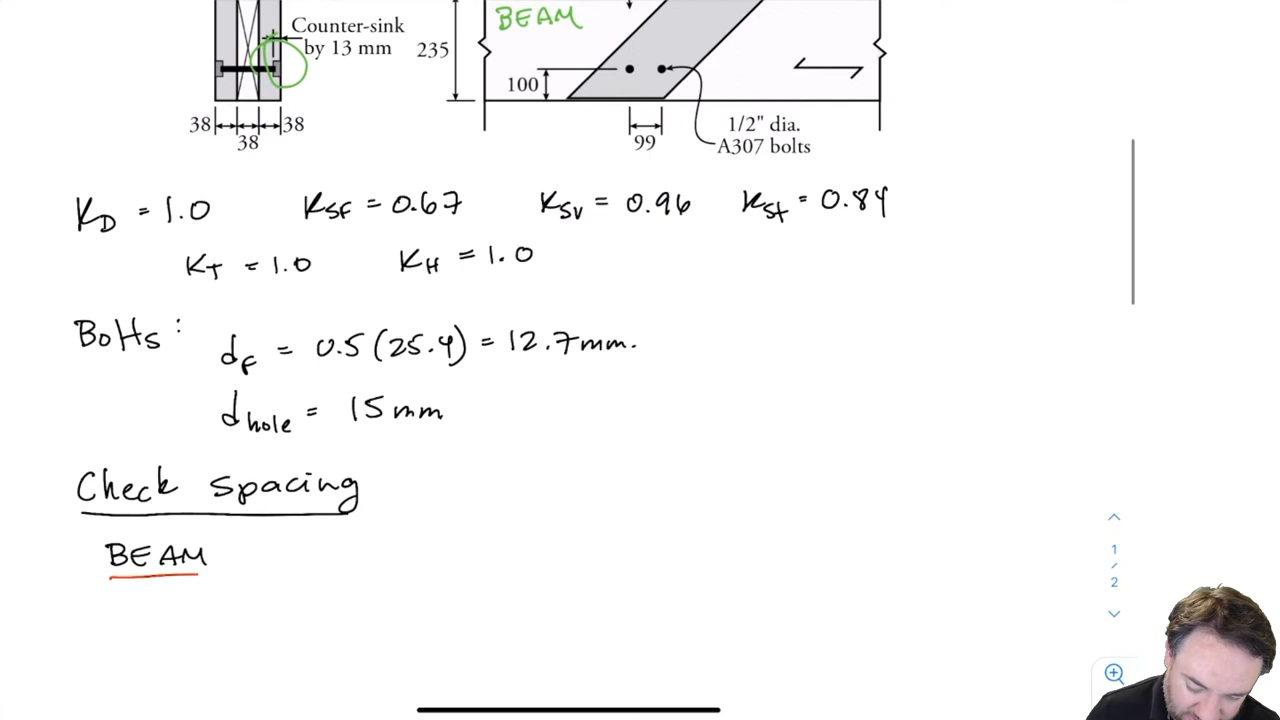 BEAM
Counter-sink
by 13 mm
235
100
38
38
38
99
1/2" dia.
A307 bolts
K_D = 1.0 K_SF = 0.67 K_Sv = 0.96 K_St = 0.84
K_T = 1.0 K_H = 1.0
Bolts : d_F = 0.5 (25.4) = 12.7 mm.
d_hole = 15 mm
Check spacing
BEAM
1
/
2